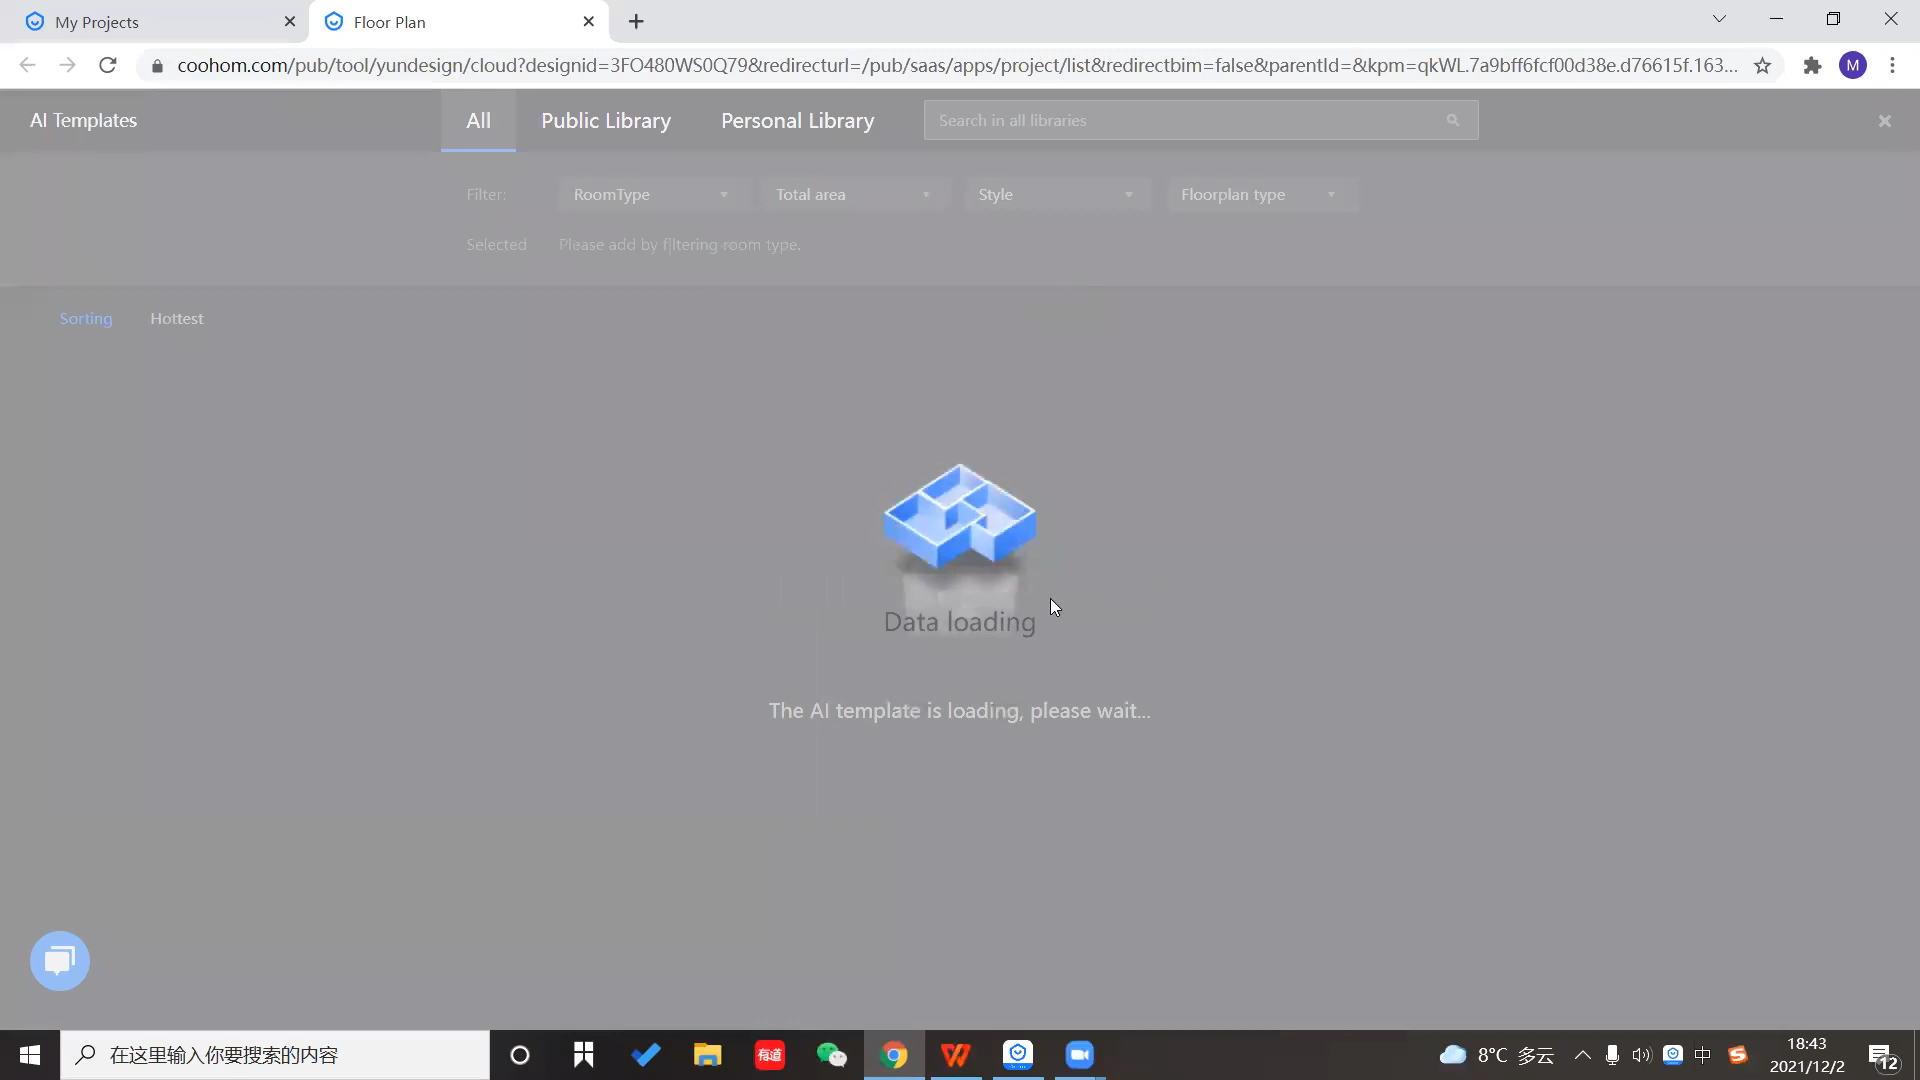 My Projects
Floor Plan
coohom.com/pub/tool/yundesign/cloud?designid=3FO480WS0Q79&redirecturl=/pub/saas/apps/project/list&redirectbim=false&parentId=&kpm=qkWL.7a9bff6fcf00d38e.d76615f.163...
M
AI Templates
All
Public Library
Personal Library
Search in all libraries
Filter:
RoomType
Total area
Style
Floorplan type
Selected
Please add by filtering room type.
Sorting
Hottest
Data loading
The AI template is loading, please wait...
在这里输入你要搜索的内容
有道
8°C 多云
中
18:43
2021/12/2
12